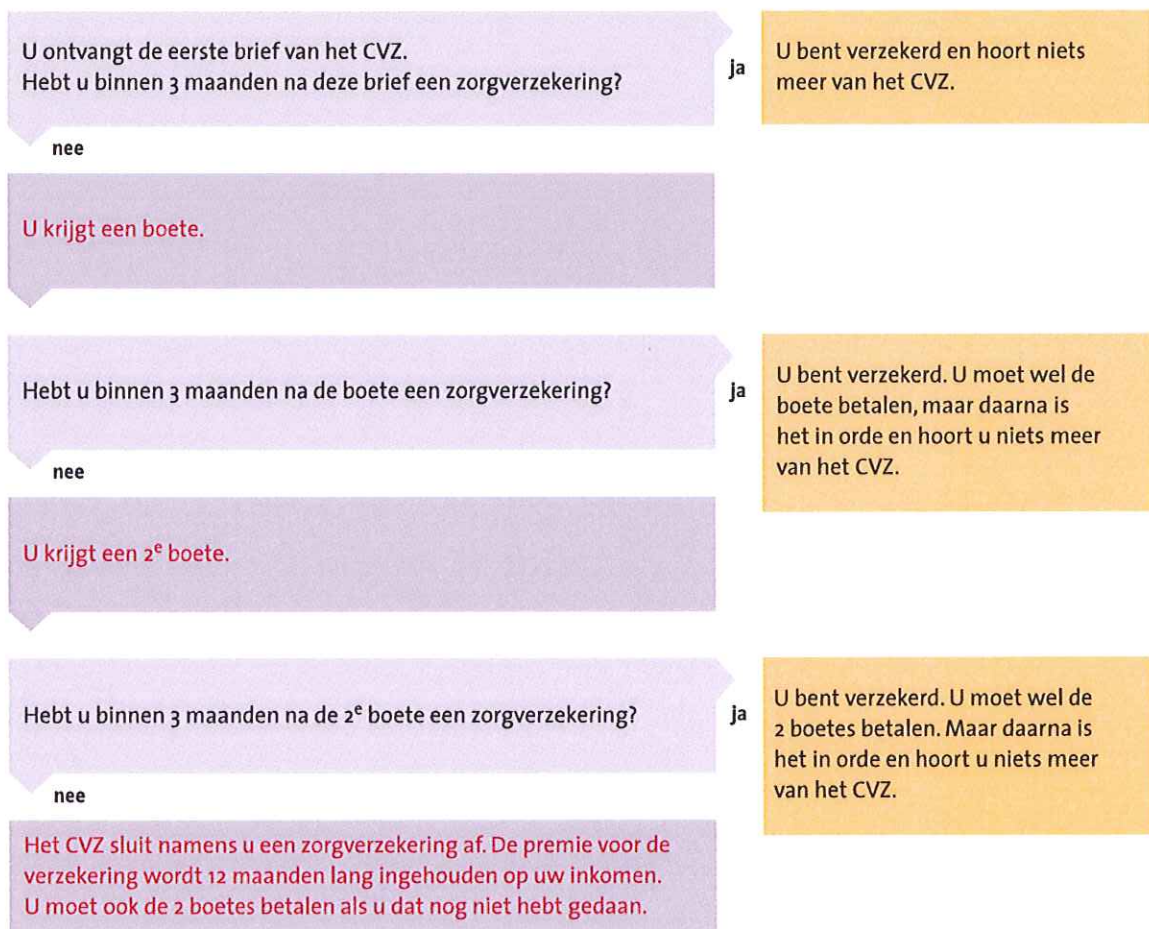 U ontvangt de eerste brief van het CVZ.
Hebt u binnen 3 maanden na deze brief een zorgverzekering?
ja
U bent verzekerd en hoort niets
meer van het CVZ.
nee
U krijgt een boete.
Hebt u binnen 3 maanden na de boete een zorgverzekering?
ja
U bent verzekerd. U moet wel de
boete betalen, maar daarna is
het in orde en hoort u niets meer
van het CVZ.
nee
U krijgt een 2e boete.
Hebt u binnen 3 maanden na de 2e boete een zorgverzekering?
ja
U bent verzekerd. U moet wel de
2 boetes betalen. Maar daarna is
het in orde en hoort u niets meer
van het CVZ.
nee
Het CVZ sluit namens u een zorgverzekering af. De premie voor de
verzekering wordt 12 maanden lang ingehouden op uw inkomen.
U moet ook de 2 boetes betalen als u dat nog niet hebt gedaan.